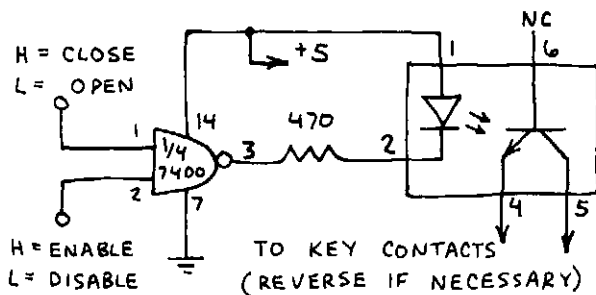 NC
H = CLOSE
L = OPEN
+5
1
6
14
470
1
1/4
7400
3
2
2
7
4
5
H = ENABLE
L = DISABLE
TO KEY CONTACTS
(REVERSE IF NECESSARY)